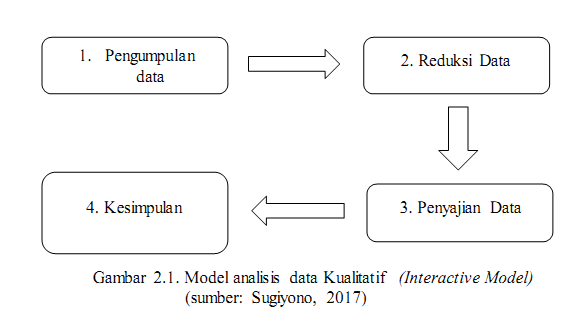 1. Pengumpulan
data
2. Reduksi Data
3. Penyajian Data
4. Kesimpulan
Gambar 2.1. Model analisis data Kualitatif (Interactive Model)
(sumber: Sugiyono, 2017)